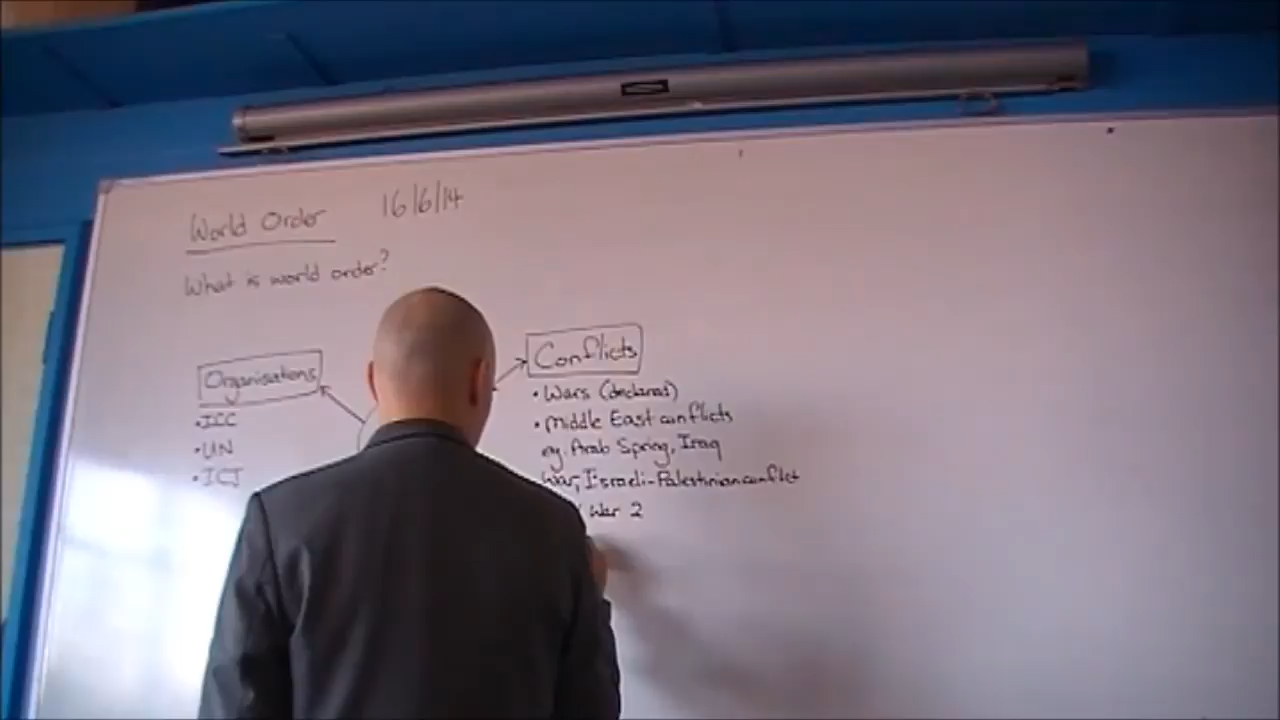 World Order 16/6/14
What is world order?
Organisations
• ICC
• UN
• ICJ
Conflicts
• Wars (declared)
• Middle East conflicts
eg. Arab Spring, Iraq
War, Israeli-Palestinian conflict
War 2